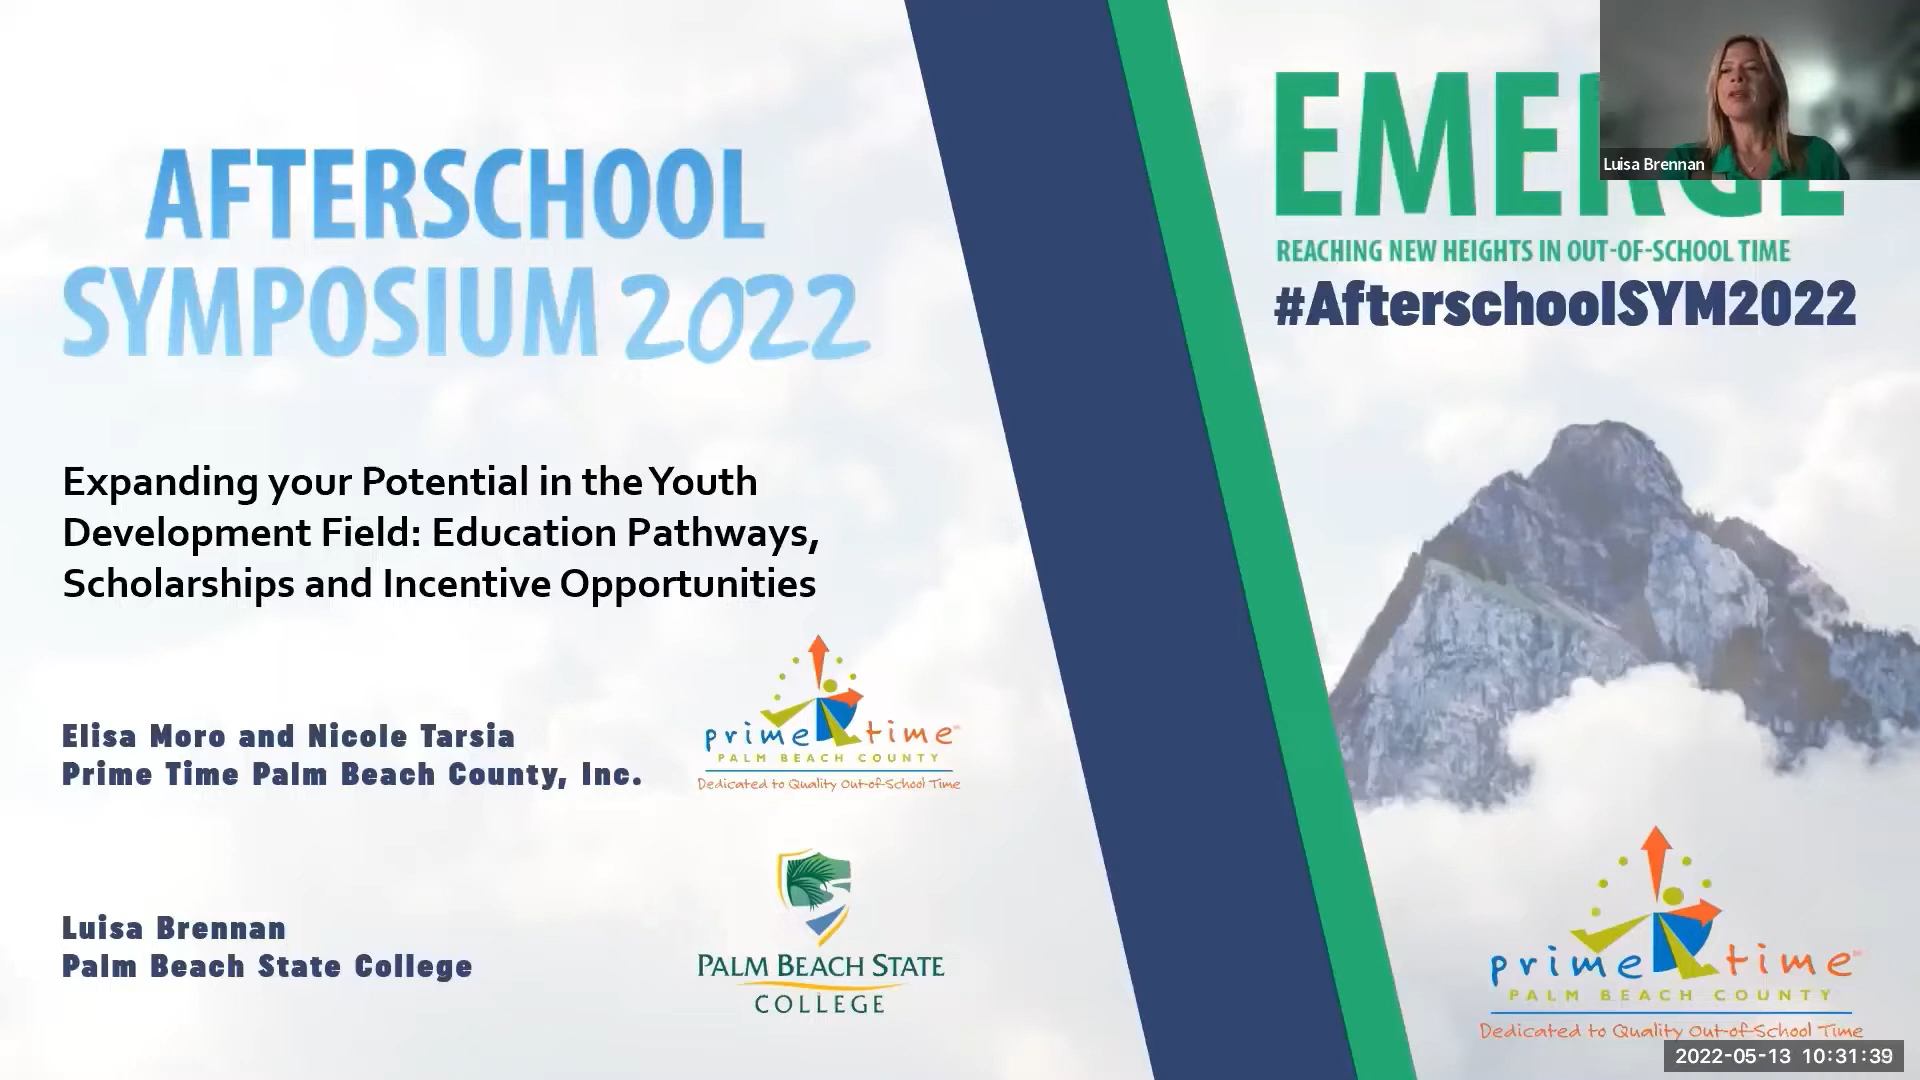 AFTERSCHOOL
SYMPOSIUM 2022
Expanding your Potential in the Youth
Development Field: Education Pathways,
Scholarships and Incentive Opportunities
Elisa Moro and Nicole Tarsia
Prime Time Palm Beach County, Inc.
prime time
PALM BEACH COUNTY
Dedicated to Quality Out-of-School Time
Luisa Brennan
Palm Beach State College
PALM BEACH STATE
COLLEGE
EMERGE
Luisa Brennan
REACHING NEW HEIGHTS IN OUT-OF-SCHOOL TIME
#AfterschoolSYM2022
prime time
PALM BEACH COUNTY
Dedicated to Quality Out-of-School Time
2022-05-13 10:31:39